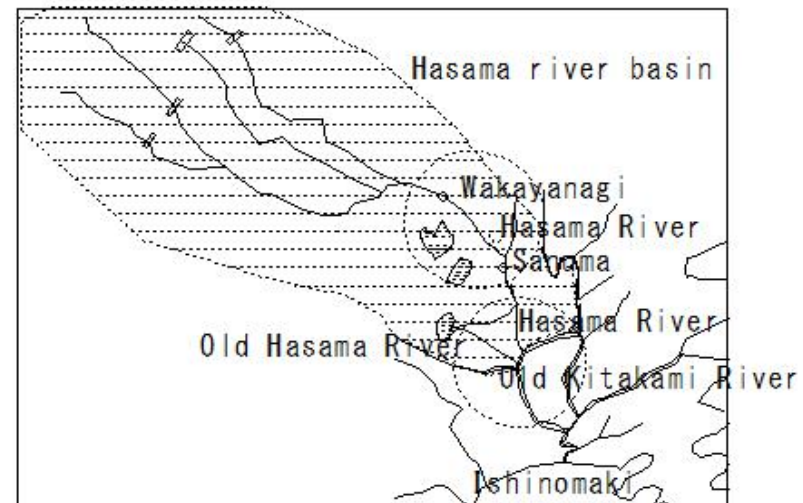 Hasama river basin
Wakayanagi
Hasama River
Sanuma
Hasama River
Old Hasama River
Old Kitakami River
Ishinomaki